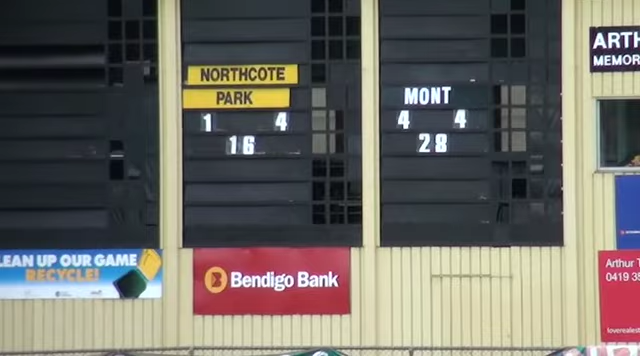 NORTHCOTE
PARK
1 4
16
MONT
4 4
28
ARTH
MEMOR
LEAN UP OUR GAME
RECYCLE!
B Bendigo Bank
Arthur T
0419 35
loverealest